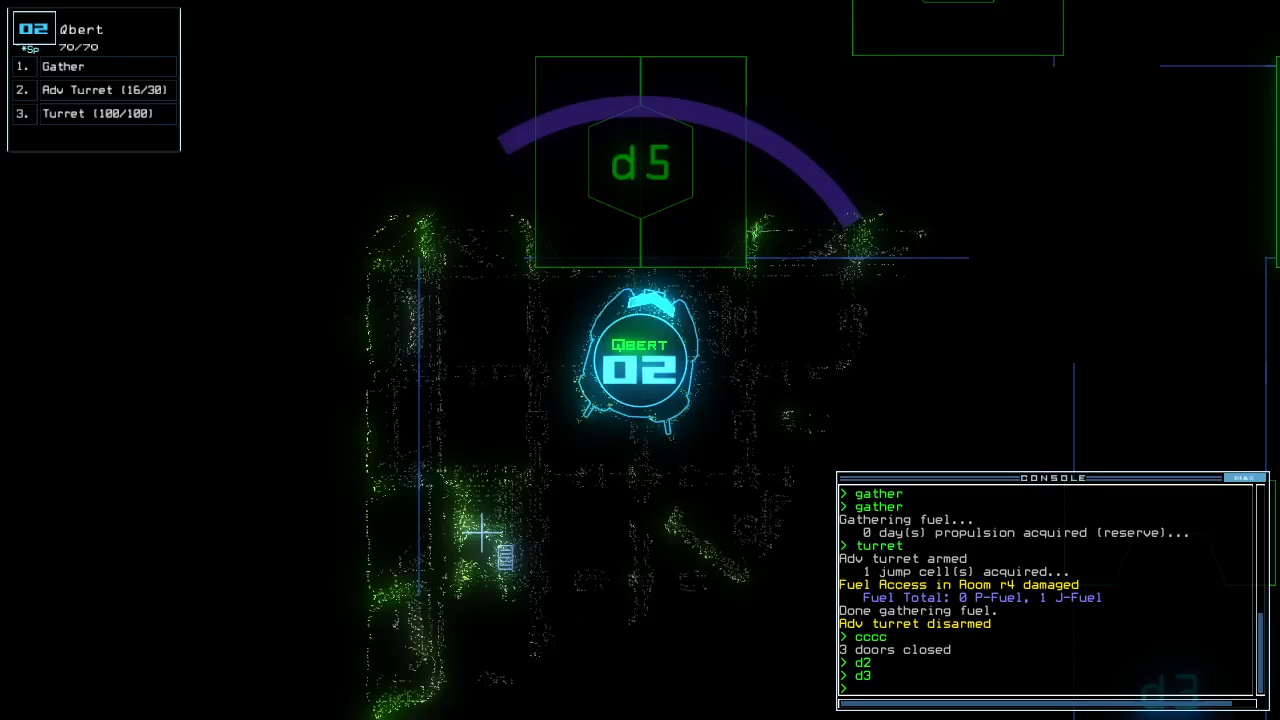 02 Qbert
*Sp 70/70
1. Gather
2. Adv Turret (16/30)
3. Turret (100/100)
d5
QBERT
02
CONSOLE
MAX
> gather
> gather
Gathering fuel...
0 day(s) propulsion acquired (reserve)...
> turret
Adv turret armed
1 jump cell(s) acquired...
Fuel Access in Room r4 damaged
Fuel Total: 0 P-Fuel, 1 J-Fuel
Done gathering fuel.
Adv turret disarmed
> cccc
3 doors closed
> d2
> d3
>
d3